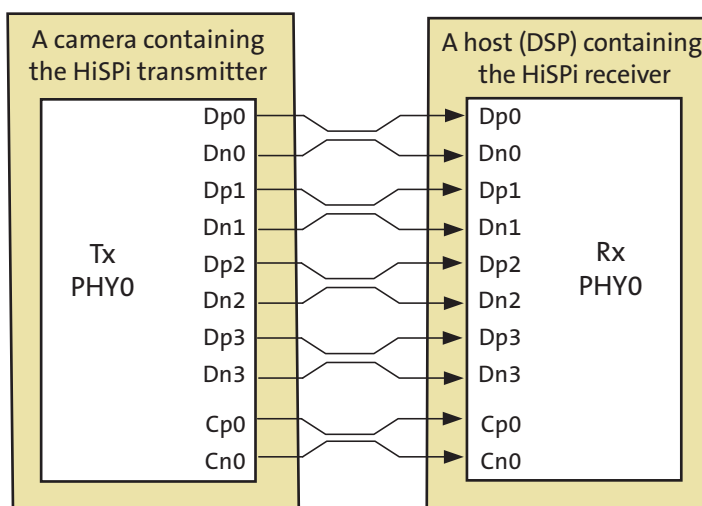 A camera containing
the HiSPi transmitter
Dp0
Dn0
Dp1
Dn1
Dp2
Dn2
Dp3
Dn3
Cp0
Cn0
Tx
PHY0
A host (DSP) containing
the HiSPi receiver
Dp0
Dn0
Dp1
Dn1
Dp2
Dn2
Dp3
Dn3
Cp0
Cn0
Rx
PHY0